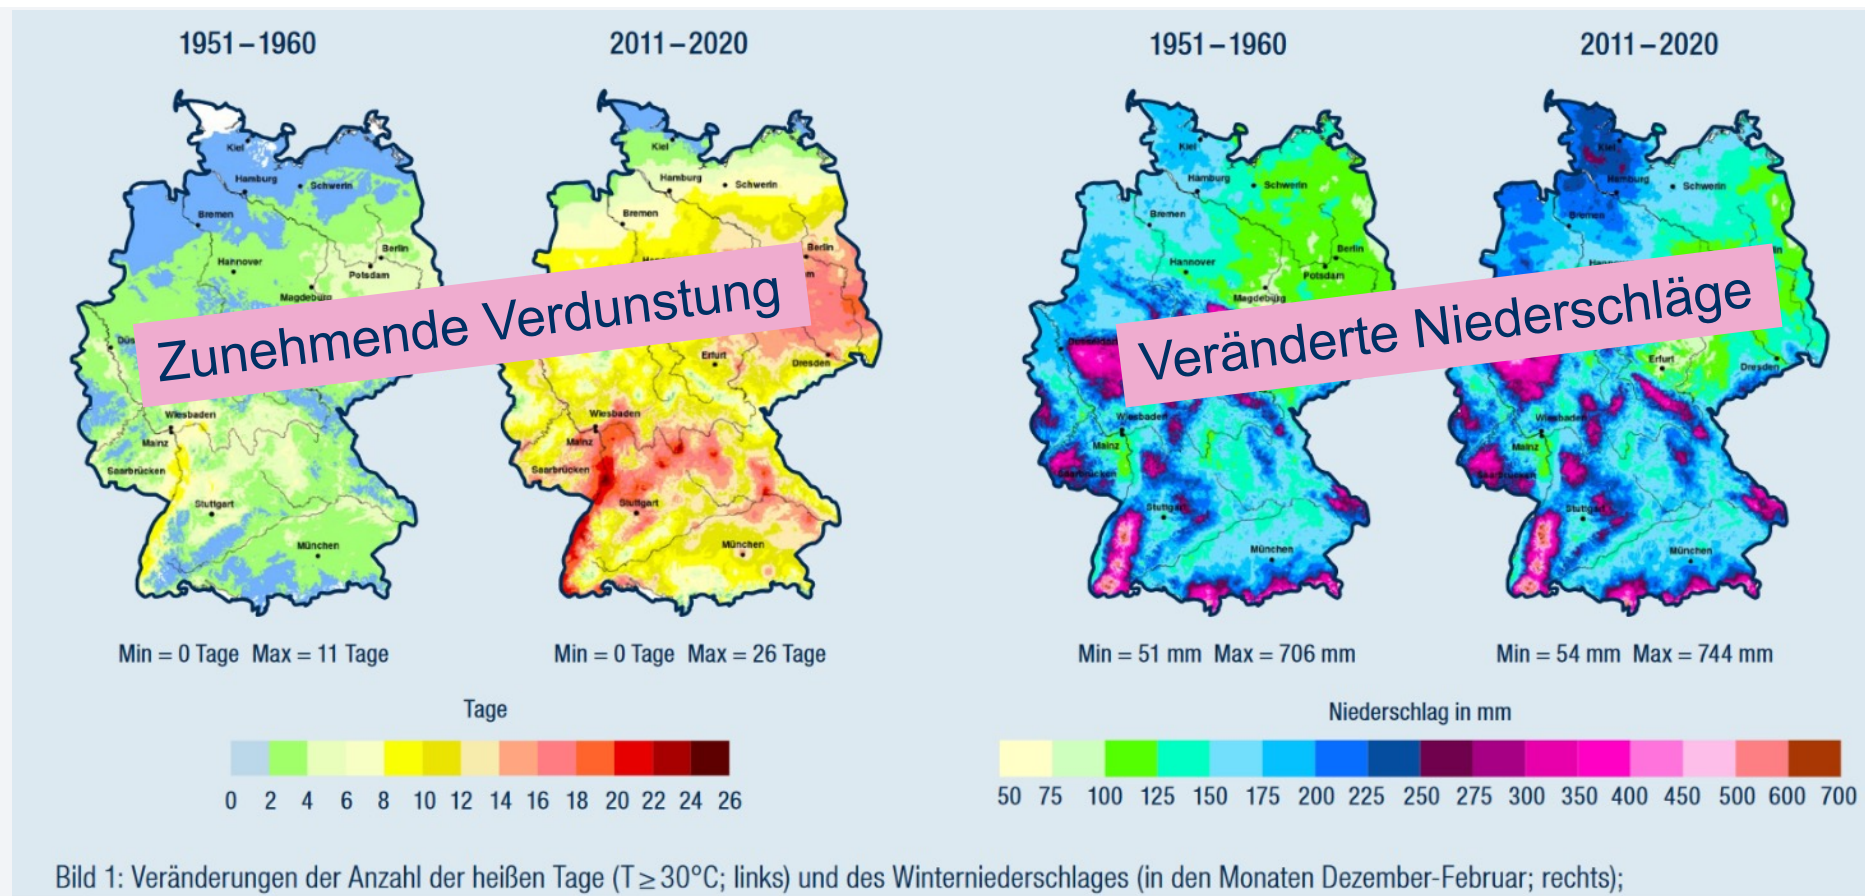 1951–1960
2011–2020
1951–1960
2011–2020
Kiel
Hamburg
Schwerin
Bremen
Berlin
Hannover
Potsdam
Magdeburg
Wiesbaden
Mainz
Saarbrücken
Stuttgart
München
Kiel
Hamburg
Schwerin
Bremen
Berlin
Erfurt
Dresden
Wiesbaden
Mainz
Saarbrücken
Stuttgart
München
Zunehmende Verdunstung
Kiel
Hamburg
Schwerin
Bremen
Berlin
Hannover
Potsdam
Magdeburg
Düsseldorf
Wiesbaden
Mainz
Saarbrücken
Stuttgart
München
Kiel
Hamburg
Schwerin
Bremen
Erfurt
Dresden
Wiesbaden
Mainz
Saarbrücken
Stuttgart
München
Veränderte Niederschläge
Min = 0 Tage Max = 11 Tage
Min = 0 Tage Max = 26 Tage
Min = 51 mm Max = 706 mm
Min = 54 mm Max = 744 mm
Tage
0 2 4 6 8 10 12 14 16 18 20 22 24 26
Niederschlag in mm
50 75 100 125 150 175 200 225 250 275 300 350 400 450 500 600 700
Bild 1: Veränderungen der Anzahl der heißen Tage (T ≥ 30°C; links) und des Winterniederschlages (in den Monaten Dezember-Februar; rechts);